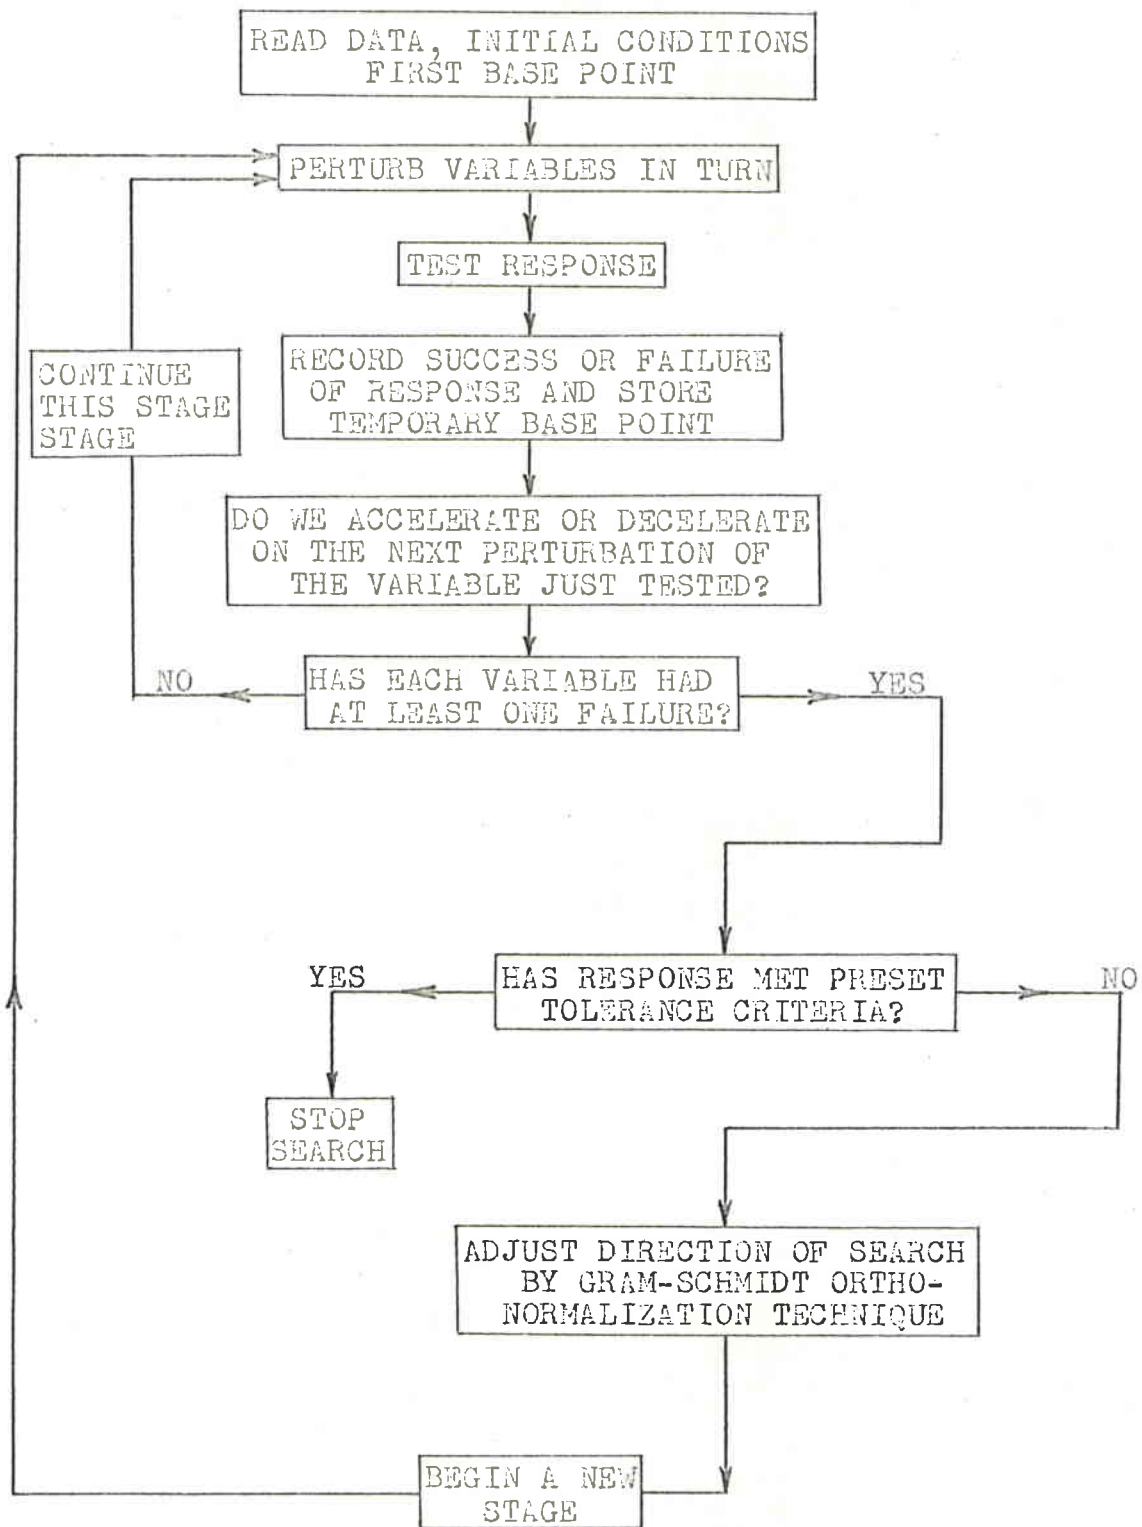 READ DATA, INITIAL CONDITIONS
FIRST BASE POINT
PERTURB VARIABLES IN TURN
TEST RESPONSE
RECORD SUCCESS OR FAILURE
OF RESPONSE AND STORE
TEMPORARY BASE POINT
CONTINUE
THIS STAGE
STAGE
DO WE ACCELERATE OR DECELERATE
ON THE NEXT PERTURBATION OF
THE VARIABLE JUST TESTED?
NO
HAS EACH VARIABLE HAD
AT LEAST ONE FAILURE?
YES
YES
HAS RESPONSE MET PRESET
TOLERANCE CRITERIA?
NO
STOP
SEARCH
ADJUST DIRECTION OF SEARCH
BY GRAM-SCHMIDT ORTHO-
NORMALIZATION TECHNIQUE
BEGIN A NEW
STAGE